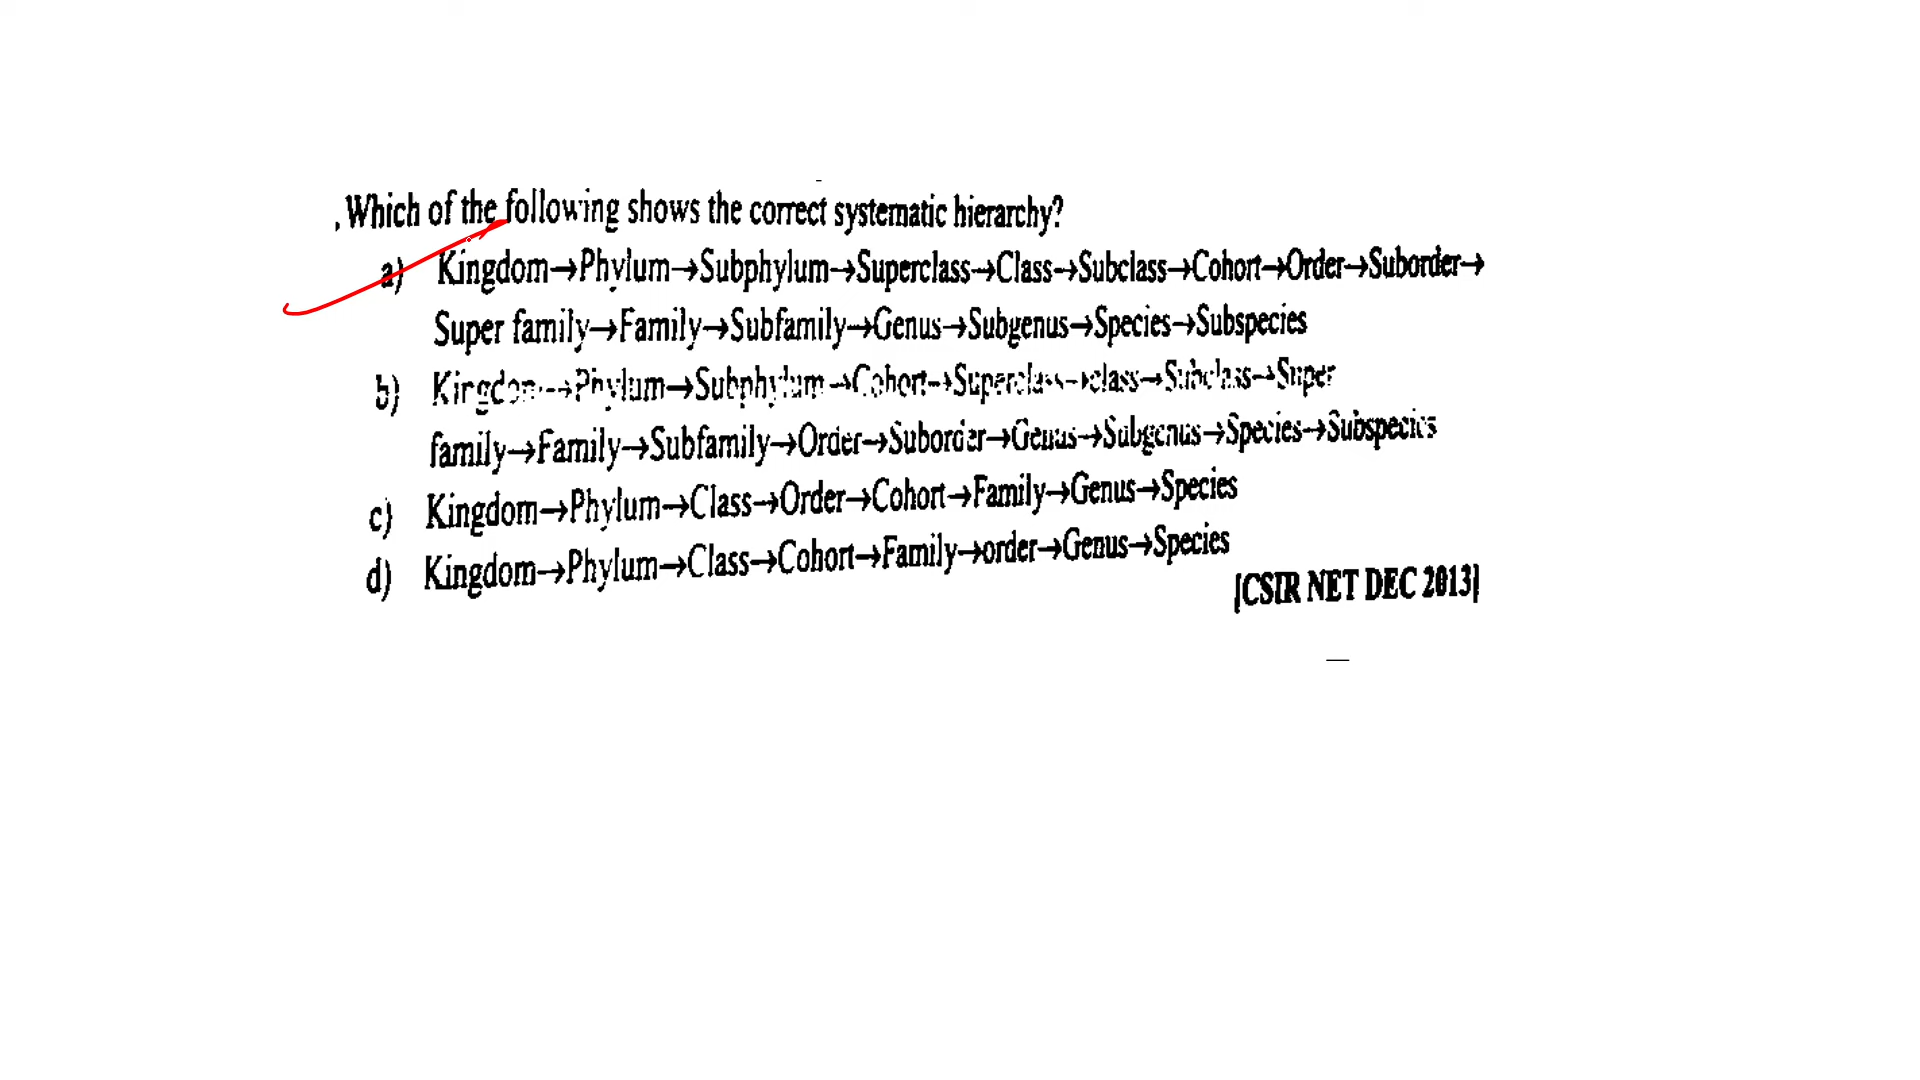 . Which of the following shows the correct systematic hierarchy?
a) Kingdom→Phylum→Subphylum→Superclass→Class→Subclass→Cohort→Order→Suborder→
Super family→Family→Subfamily→Genus→Subgenus→Species→Subspecies
b) Kingdom→Phylum→Subphylum→Cohort→Superclass→class→Subclass→Super
family→Family→Subfamily→Order→Suborder→Genus→Subgenus→Species→Subspecies
c) Kingdom→Phylum→Class→Order→Cohort→Family→Genus→Species
d) Kingdom→Phylum→Class→Cohort→Family→order→Genus→Species
[CSIR NET DEC 2013]